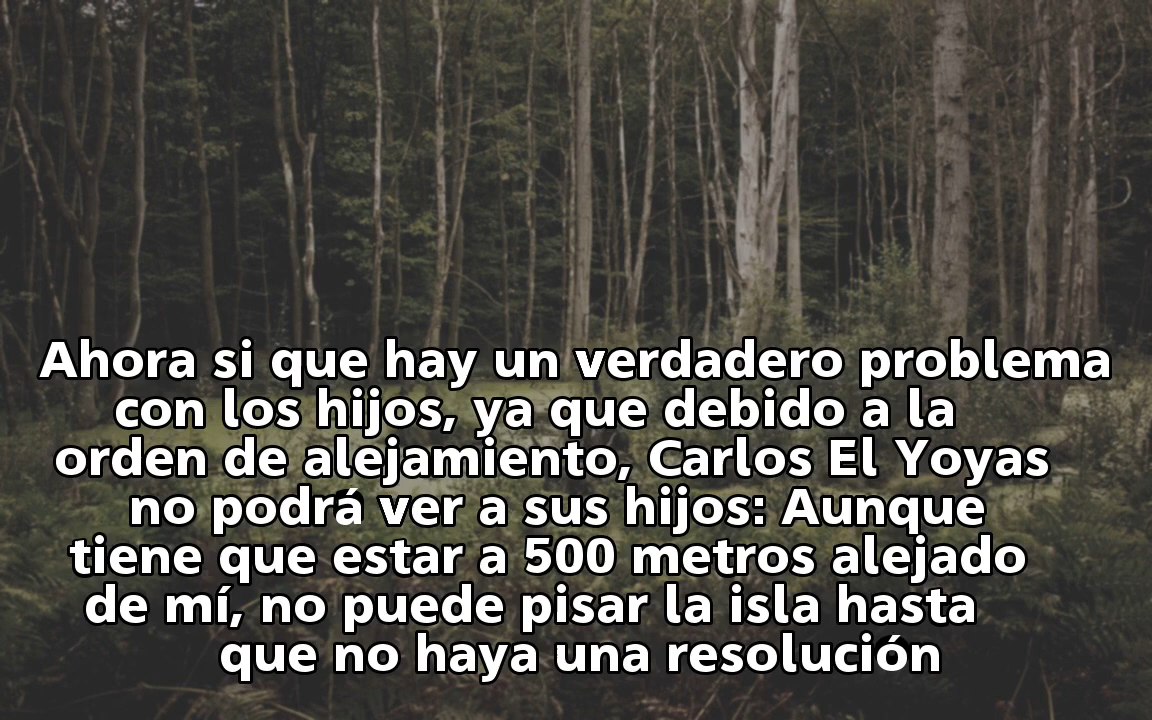 Ahora si que hay un verdadero problema
con los hijos, ya que debido a la
orden de alejamiento, Carlos El Yoyas
no podrá ver a sus hijos: Aunque
tiene que estar a 500 metros alejado
de mí, no puede pisar la isla hasta
que no haya una resolución